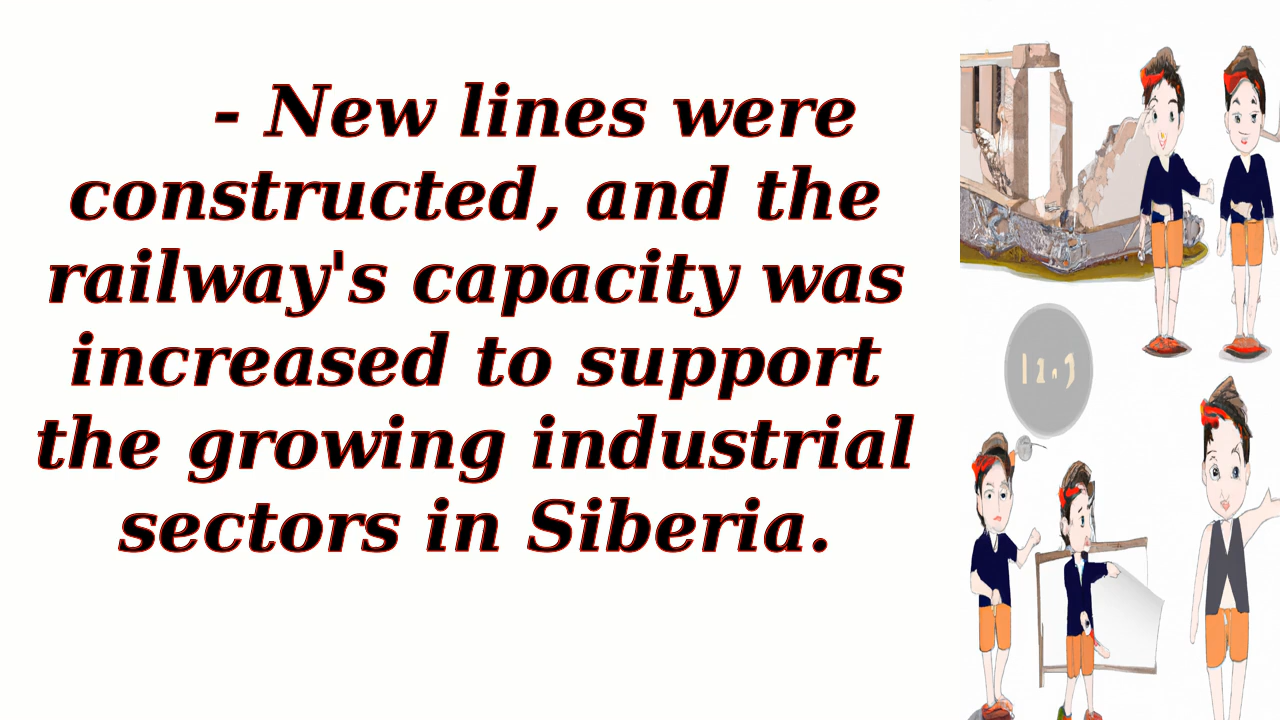 - New lines were
constructed, and the
railway's capacity was
increased to support
the growing industrial
sectors in Siberia.